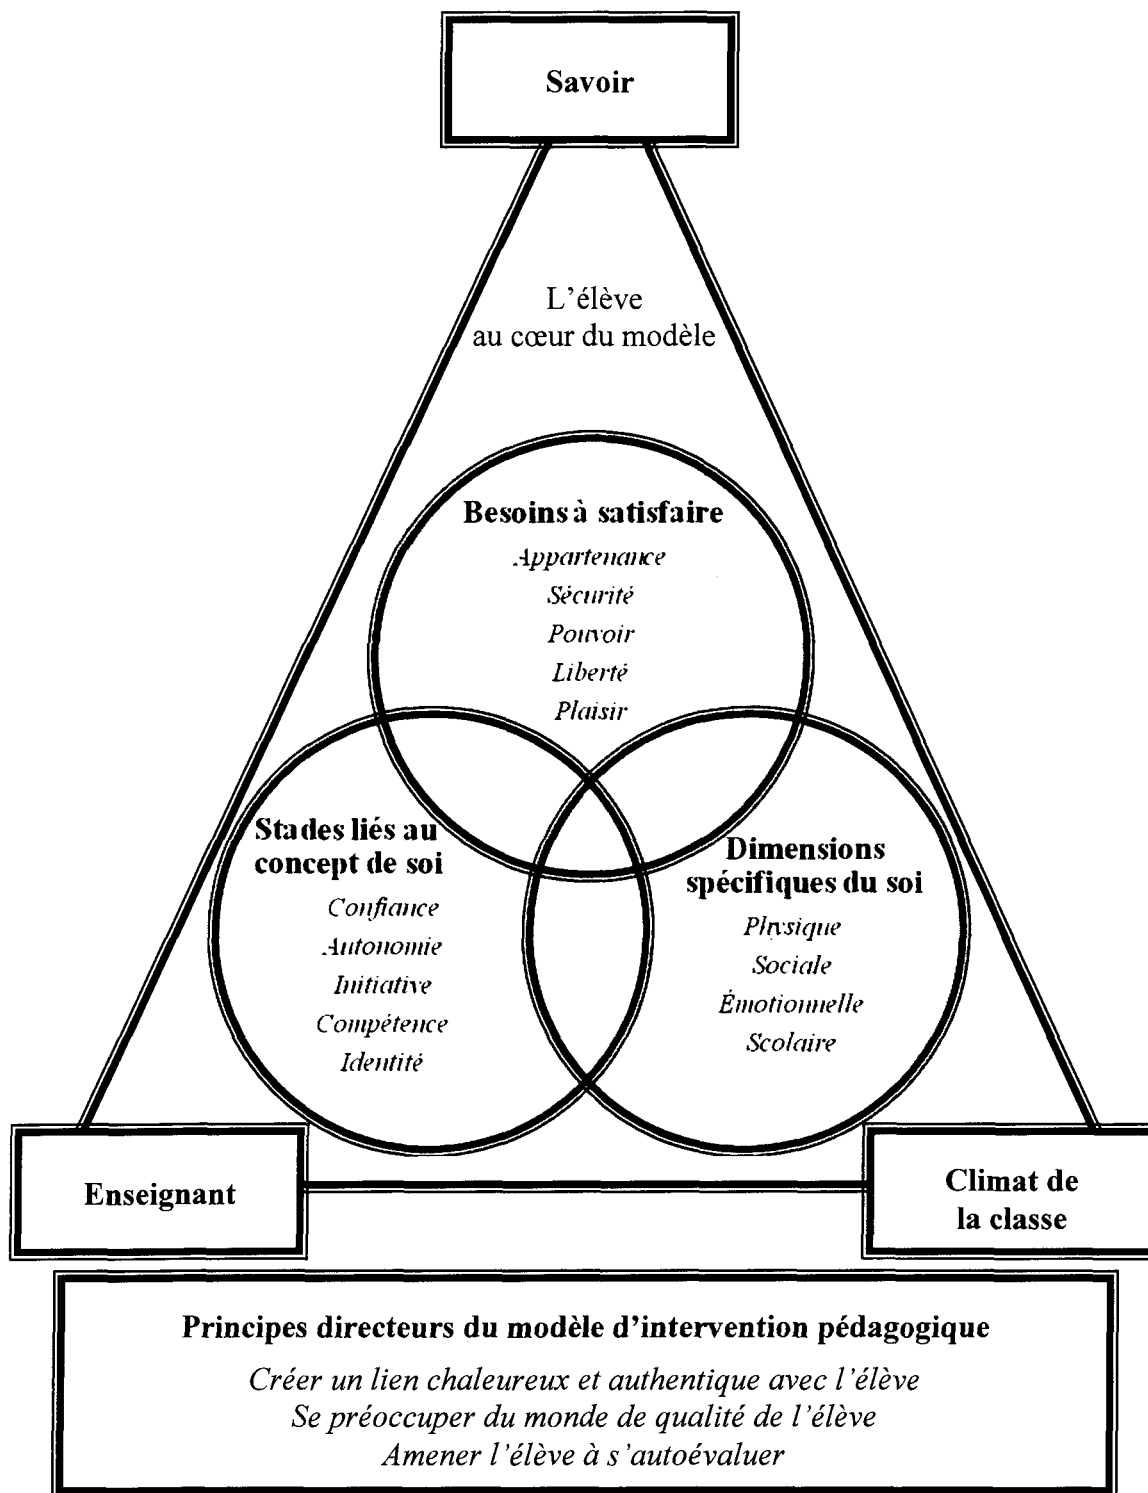 Savoir
L'élève
au cœur du modèle
Besoins à satisfaire
Appartenance
Sécurité
Pouvoir
Liberté
Plaisir
Stades liés au
concept de soi
Confiance
Autonomie
Initiative
Compétence
Identité
Dimensions
spécifiques du soi
Physique
Sociale
Émotionnelle
Scolaire
Enseignant
Climat de
la classe
Principes directeurs du modèle d'intervention pédagogique
Créer un lien chaleureux et authentique avec l'élève
Se préoccuper du monde de qualité de l'élève
Amener l'élève à s'autoévaluer